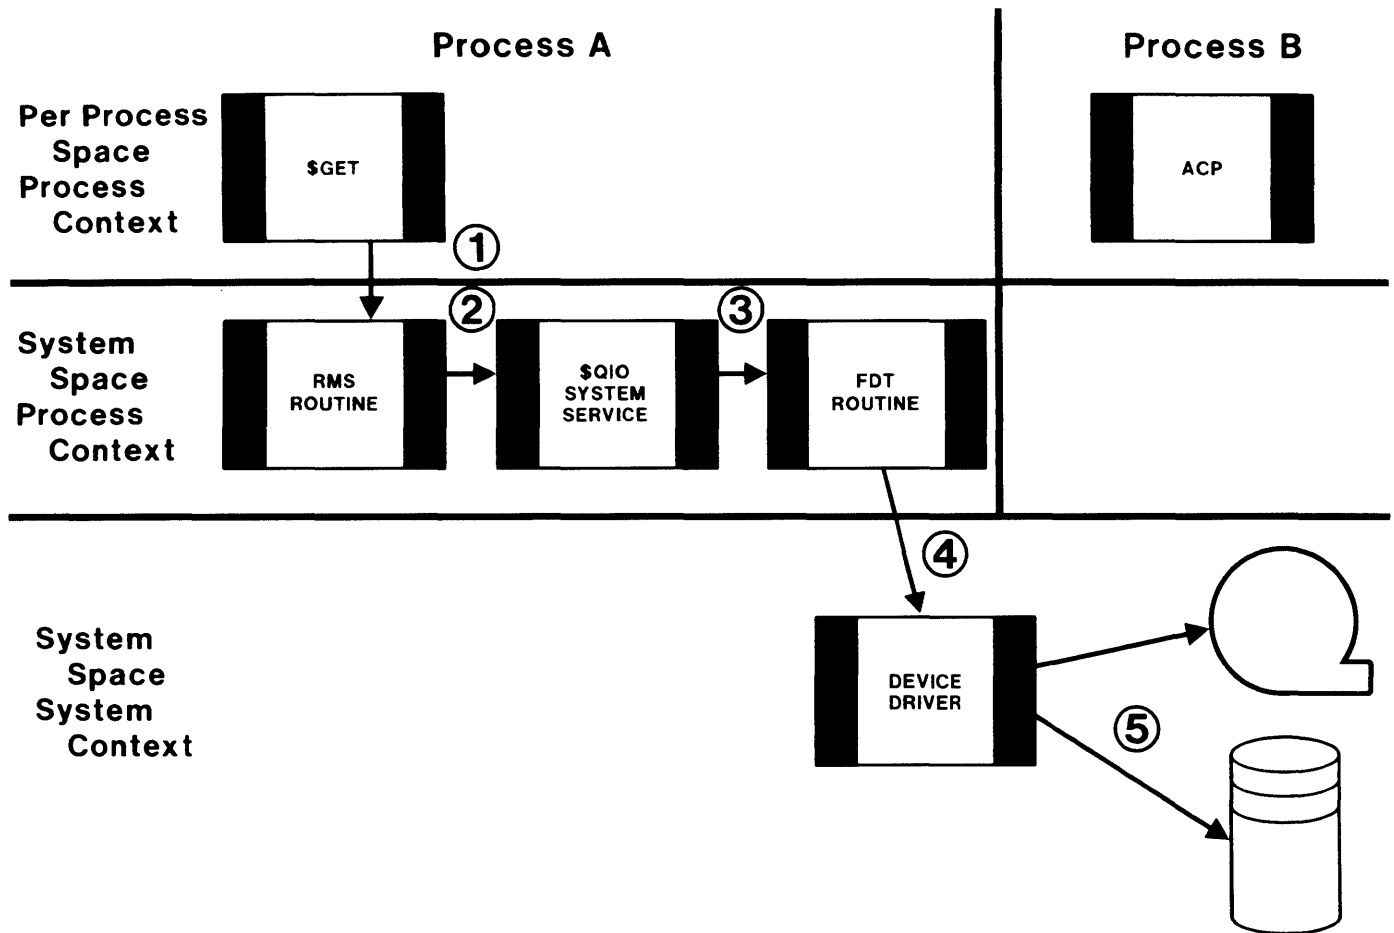 Process A
Process B
Per Process
Space
Process
Context
$GET
ACP
1
2
3
System
Space
Process
Context
RMS
ROUTINE
$QIO
SYSTEM
SERVICE
FDT
ROUTINE
4
System
Space
System
Context
DEVICE
DRIVER
5